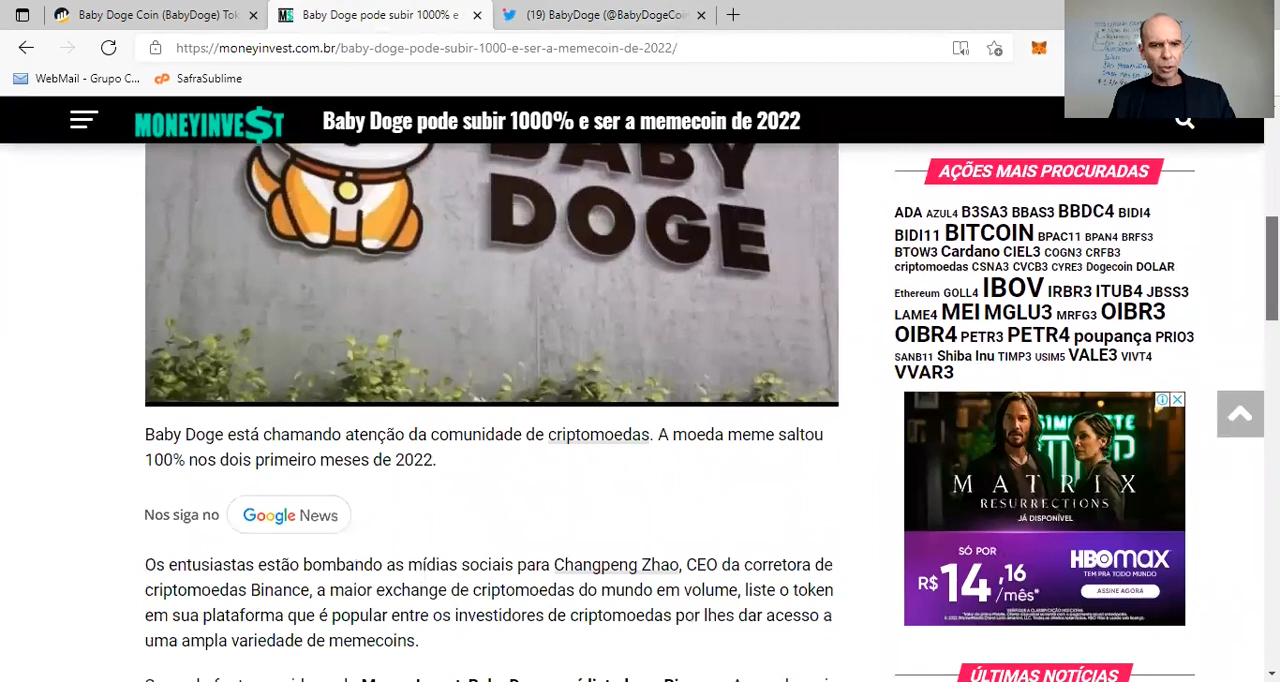 Baby Doge Coin (BabyDoge) Tok
Baby Doge pode subir 1000% e
(19) BabyDoge (@BabyDogeCoin
https://moneyinvest.com.br/baby-doge-pode-subir-1000-e-ser-a-memecoin-de-2022/
WebMail - Grupo C...
SafraSublime
MONEYINVE$T
Baby Doge pode subir 1000% e ser a memecoin de 2022
BABY
DOGE
Baby Doge está chamando atenção da comunidade de criptomoedas. A moeda meme saltou
100% nos dois primeiro meses de 2022.
Nos siga no Google News
Os entusiastas estão bombando as mídias sociais para Changpeng Zhao, CEO da corretora de
criptomoedas Binance, a maior exchange de criptomoedas do mundo em volume, liste o token
em sua plataforma que é popular entre os investidores de criptomoedas por lhes dar acesso a
uma ampla variedade de memecoins.
AÇÕES MAIS PROCURADAS
ADA AZUL4 B3SA3 BBAS3 BBDC4 BIDI4
BIDI11 BITCOIN BPAC11 BPAN4 BRFS3
BTOW3 Cardano CIEL3 COGN3 CRFB3
criptomoedas CSNA3 CVCB3 CYRE3 Dogecoin DOLAR
Ethereum GOLL4 IBOV IRBR3 ITUB4 JBSS3
LAME4 MEI MGLU3 MRFG3 OIBR3
OIBR4 PETR3 PETR4 poupança PRIO3
SANB11 Shiba Inu TIMP3 USIM5 VALE3 VIVT4
VVAR3
MATRIX
RESURRECTIONS
JÁ DISPONÍVEL
SÓ POR
R$ 14,16
/mês*
HBOMAX
TEM PRA TODO MUNDO
ASSINE AGORA
ÚLTIMAS NOTÍCIAS